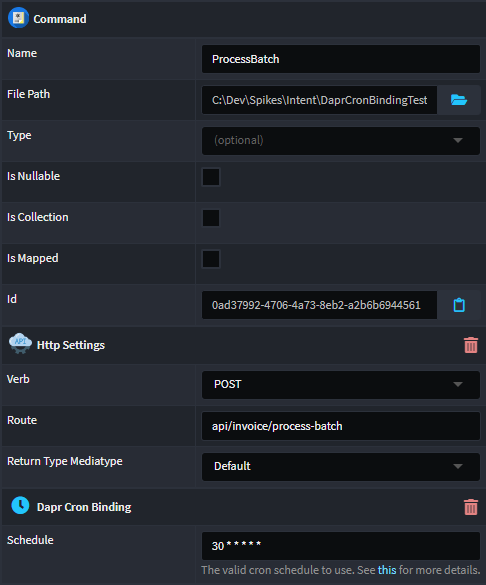 Command
Name
ProcessBatch
File Path
C:\Dev\Spikes\Intent\DaprCronBindingTest
Type
(optional)
Is Nullable
Is Collection
Is Mapped
Id
0ad37992-4706-4a73-8eb2-a2b6b6944561
API
Http Settings
Verb
POST
Route
api/invoice/process-batch
Return Type Mediatype
Default
Dapr Cron Binding
Schedule
30 * * * * *
The valid cron schedule to use. See this for more details.